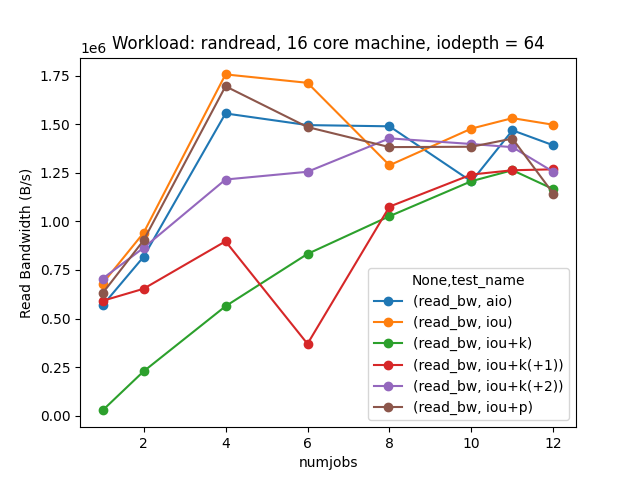 Workload: randread, 16 core machine, iodepth = 64
1e6
1.75
1.50
1.25
1.00
0.75
0.50
0.25
0.00
Read Bandwidth (B/s)
None,test_name
(read_bw, aio)
(read_bw, iou)
(read_bw, iou+k)
(read_bw, iou+k(+1))
(read_bw, iou+k(+2))
(read_bw, iou+p)
2 4 6 8 10 12
numjobs